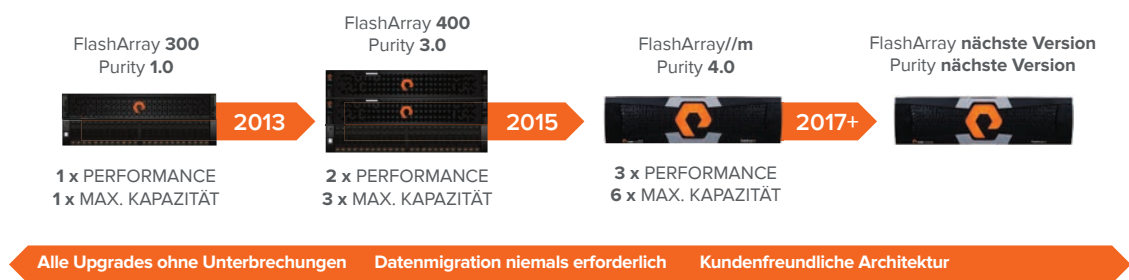 FlashArray 300
Purity 1.0
1 x PERFORMANCE
1 x MAX. KAPAZITÄT
2013
FlashArray 400
Purity 3.0
2 x PERFORMANCE
3 x MAX. KAPAZITÄT
2015
FlashArray//m
Purity 4.0
3 x PERFORMANCE
6 x MAX. KAPAZITÄT
2017+
FlashArray nächste Version
Purity nächste Version
Alle Upgrades ohne Unterbrechungen Datenmigration niemals erforderlich Kundenfreundliche Architektur